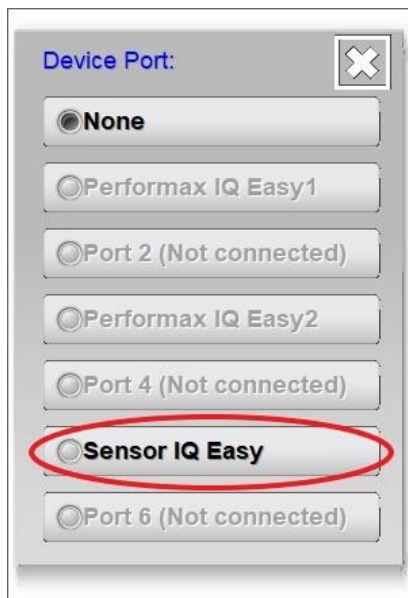 Device Port:
None
Performax IQ Easy1
Port 2 (Not connected)
Performax IQ Easy2
Port 4 (Not connected)
Sensor IQ Easy
Port 6 (Not connected)